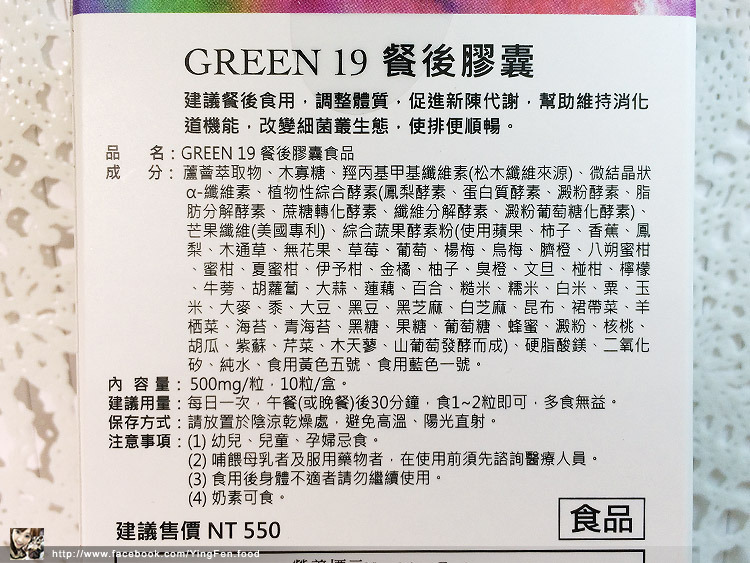 GREEN 19 餐後膠囊
建議餐後食用，調整體質，促進新陳代謝，幫助維持消化
道機能，改變細菌叢生態，使排便順暢。
品　　名：GREEN 19 餐後膠囊食品
成　　分：蘆薈萃取物、木寡糖、羥丙基甲基纖維素(松木纖維來源)、微結晶狀
α-纖維素、植物性綜合酵素(鳳梨酵素、蛋白質酵素、澱粉酵素、脂
肪分解酵素、蔗糖轉化酵素、纖維分解酵素、澱粉葡萄糖化酵素)、
芒果纖維(美國專利)、綜合蔬果酵素粉(使用蘋果、柿子、香蕉、鳳
梨、木通草、無花果、草莓、葡萄、楊梅、烏梅、臍橙、八朔蜜柑
、蜜柑、夏蜜柑、伊予柑、金橘、柚子、臭橙、文旦、椪柑、檸檬
、牛蒡、胡蘿蔔、大蒜、蓮藕、百合、糙米、糯米、白米、粟、玉
米、大麥、黍、大豆、黑豆、黑芝麻、白芝麻、昆布、裙帶菜、羊
栖菜、海苔、青海苔、黑糖、果糖、葡萄糖、蜂蜜、澱粉、核桃、
胡瓜、紫蘇、芹菜、木天蓼、山葡萄發酵而成)、硬脂酸鎂、二氧化
矽、純水、食用黃色五號、食用藍色一號。
內 容 量：500mg/粒，10粒/盒。
建議用量：每日一次，午餐(或晚餐)後30分鐘，食1~2粒即可，多食無益。
保存方式：請放置於陰涼乾燥處，避免高溫、陽光直射。
注意事項：(1) 幼兒、兒童、孕婦忌食。
(2) 哺餵母乳者及服用藥物者，在使用前須先諮詢醫療人員。
(3) 食用後身體不適者請勿繼續使用。
(4) 奶素可食。
建議售價 NT 550
食品
http://www.facebook.com/YingFen.food